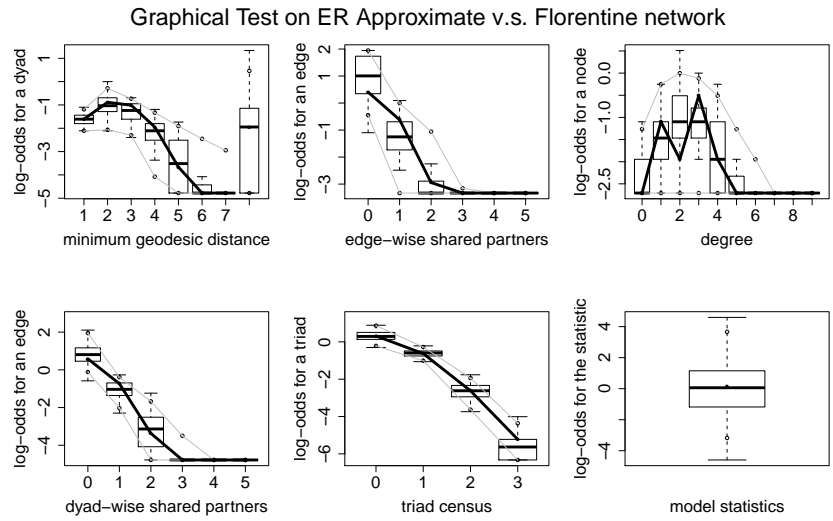 Graphical Test on ER Approximate v.s. Florentine network
log−odds for a dyad
−1
−3
−5
1 2 3 4 5 6 7
minimum geodesic distance
log−odds for an edge
2
1
−1
−3
0 1 2 3 4 5
edge−wise shared partners
log−odds for a node
0.0
−1.0
−2.5
0 2 4 6 8
degree
log−odds for an edge
2
0
−2
−4
0 1 2 3 4 5
dyad−wise shared partners
log−odds for a triad
0
−2
−4
−6
0 1 2 3
triad census
log−odds for the statistic
4
2
0
−4
model statistics